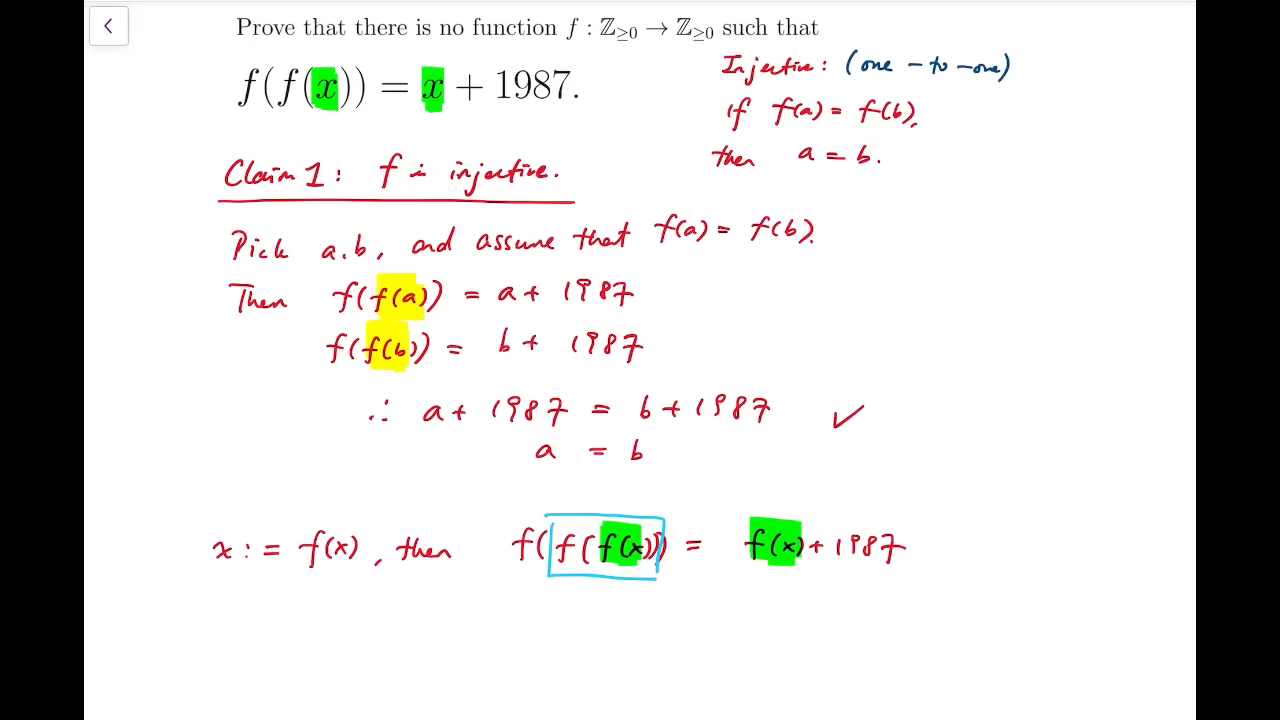 Prove that there is no function f : ℤ≥0 → ℤ≥0 such that
f(f(x)) = x + 1987.
Injective: (one-to-one)
if f(a) = f(b),
then a = b.
Claim 1: f is injective.
Pick a, b, and assume that f(a) = f(b).
Then f(f(a)) = a + 1987
f(f(b)) = b + 1987
∴ a + 1987 = b + 1987 ✓
a = b
x := f(x), then f(f(f(x))) = f(x) + 1987